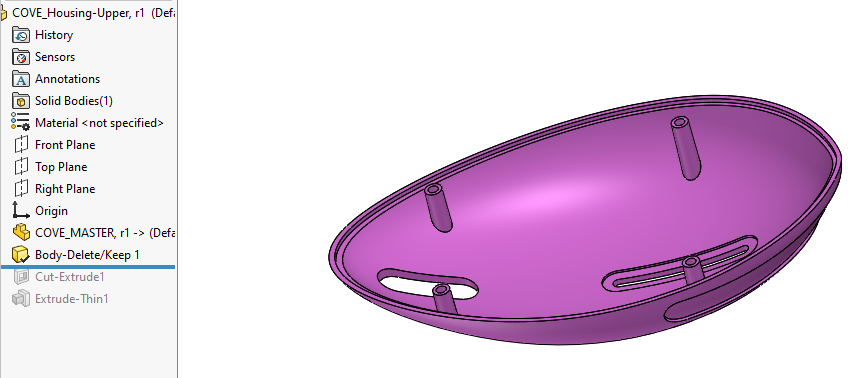 COVE_Housing-Upper, r1 (Defa
History
Sensors
Annotations
Solid Bodies(1)
Material <not specified>
Front Plane
Top Plane
Right Plane
Origin
COVE_MASTER, r1 -> (Defa
Body-Delete/Keep 1
Cut-Extrude1
Extrude-Thin1